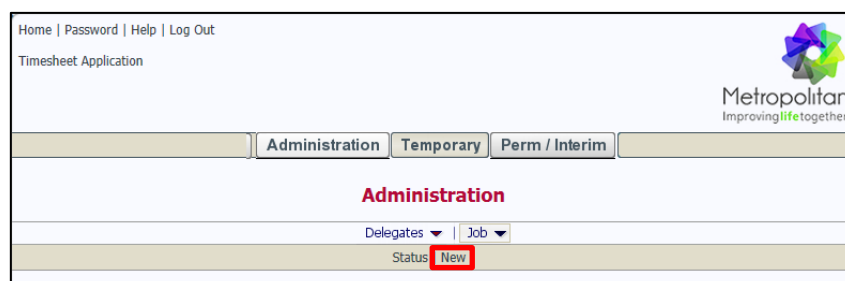 Home | Password | Help | Log Out
Timesheet Application
Metropolitan
Improvinglifetogether
Administration Temporary Perm / Interim
Administration
Delegates | Job
Status New